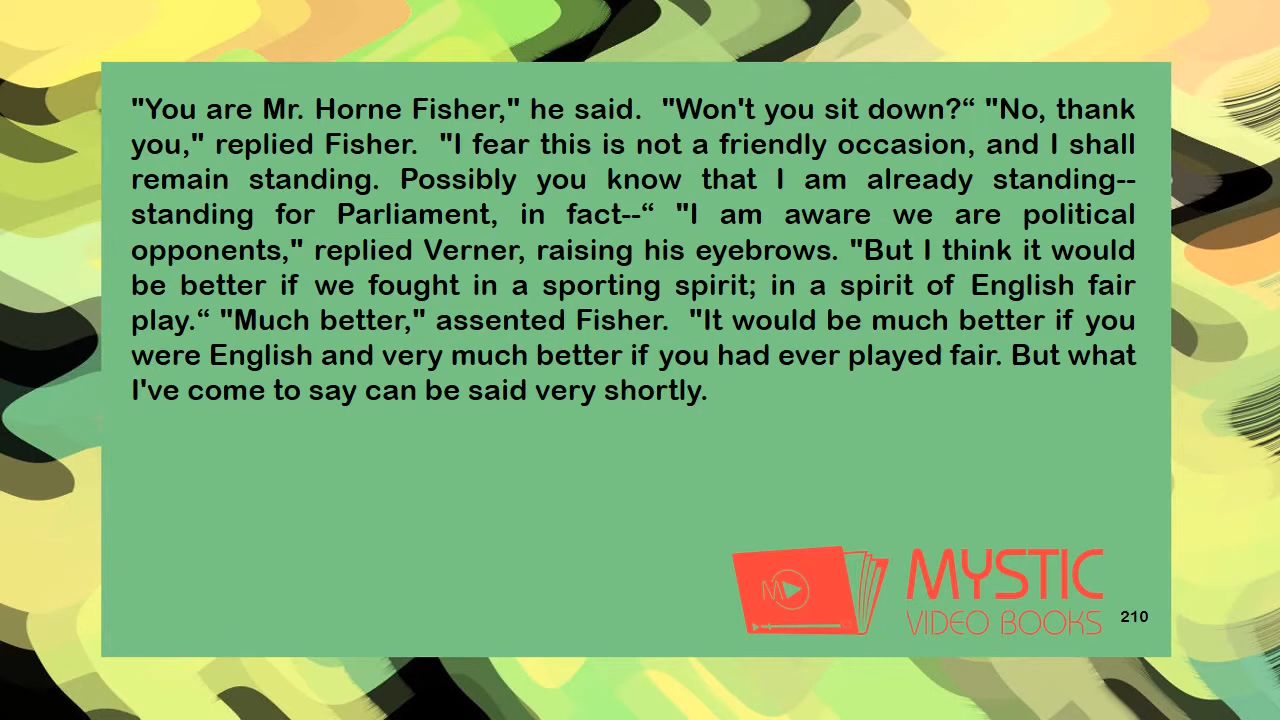 "You are Mr. Horne Fisher," he said.  "Won't you sit down?“ "No, thank
you," replied Fisher.  "I fear this is not a friendly occasion, and I shall
remain standing. Possibly you know that I am already standing--
standing for Parliament, in fact--“ "I am aware we are political
opponents," replied Verner, raising his eyebrows. "But I think it would
be better if we fought in a sporting spirit; in a spirit of English fair
play.“ "Much better," assented Fisher.  "It would be much better if you
were English and very much better if you had ever played fair. But what
I've come to say can be said very shortly.
M
MYSTIC
VIDEO BOOKS
210